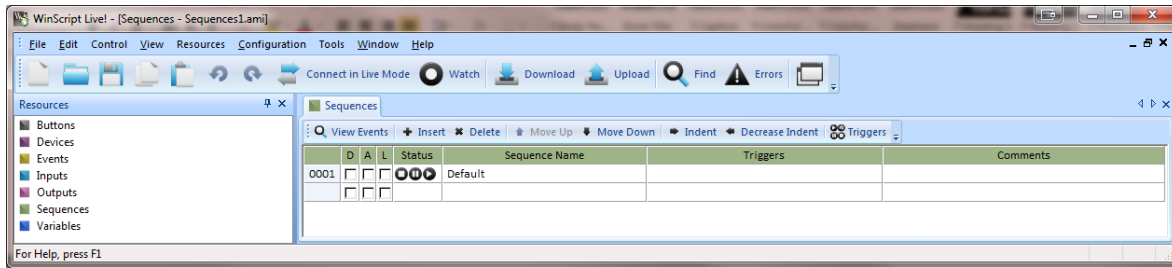 WinScript Live! - [Sequences - Sequences1.ami]
File Edit Control View Resources Configuration Tools Window Help
Connect in Live Mode Watch Download Upload Find Errors
Resources
Buttons
Devices
Events
Inputs
Outputs
Sequences
Variables
Sequences
View Events Insert Delete Move Up Move Down Indent Decrease Indent Triggers
D A L Status Sequence Name Triggers Comments
0001 Default
For Help, press F1